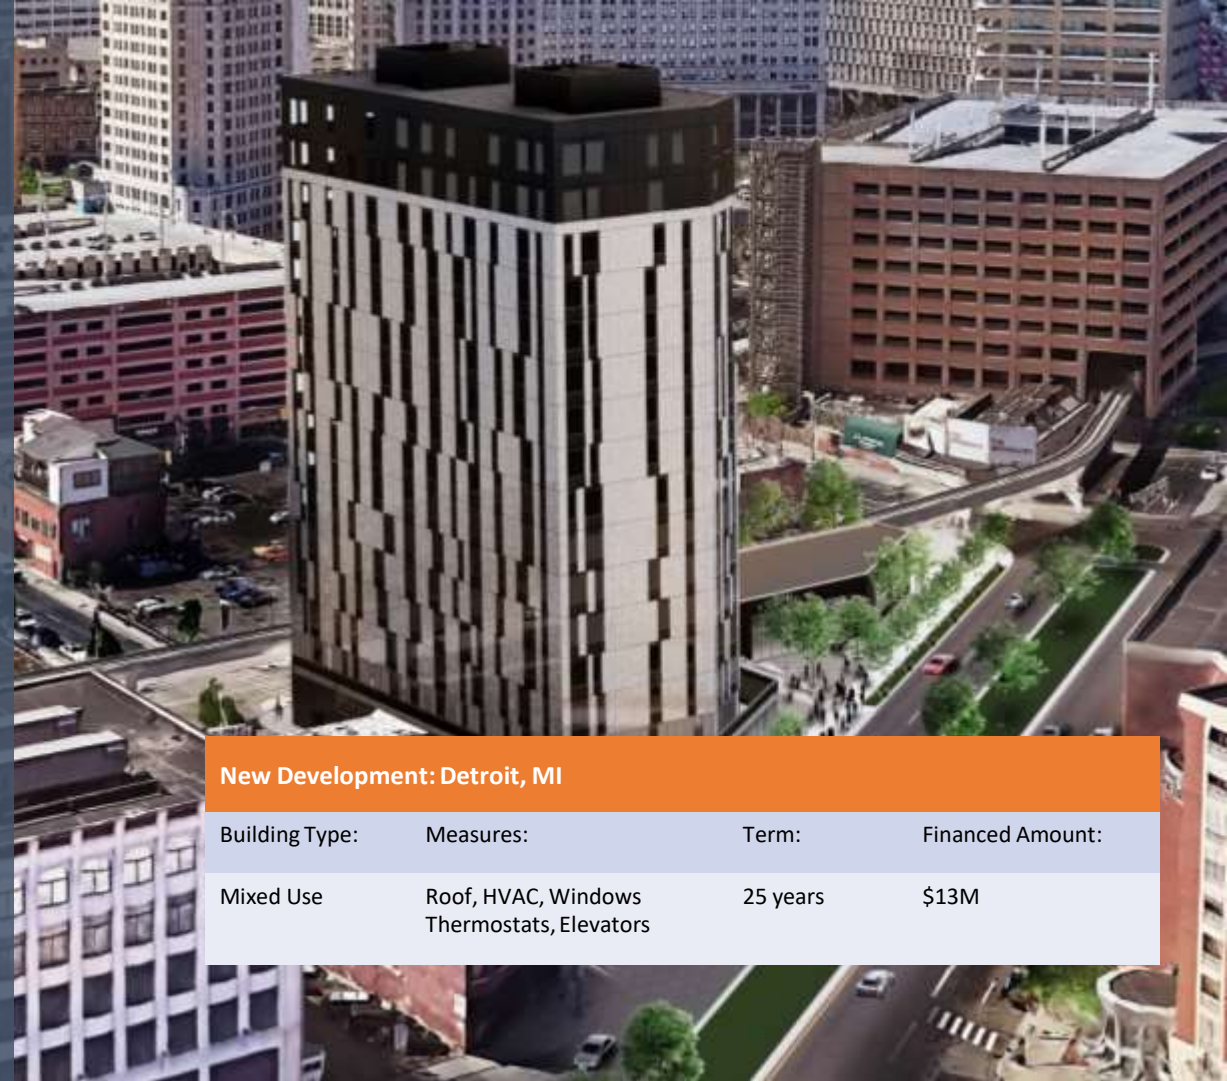 New Development: Detroit, MI
Building Type: Measures: Term: Financed Amount:
Mixed Use Roof, HVAC, Windows 25 years $13M
Thermostats, Elevators